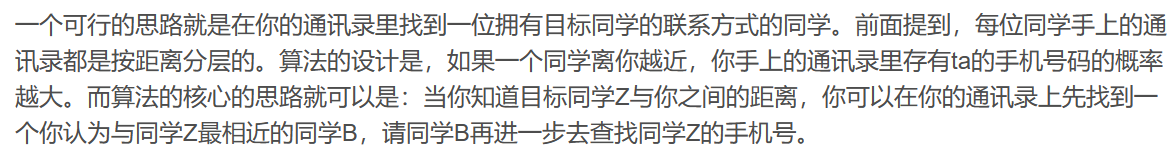 一个可行的思路就是在你的通讯录里找到一位拥有目标同学的联系方式的同学。前面提到，每位同学手上的通
讯录都是按距离分层的。算法的设计是，如果一个同学离你越近，你手上的通讯录里存有ta的手机号码的概率
越大。而算法的核心的思路就可以是：当你知道目标同学Z与你之间的距离，你可以在你的通讯录上先找到一
个你认为与同学Z最相近的同学B，请同学B再进一步去查找同学Z的手机号。